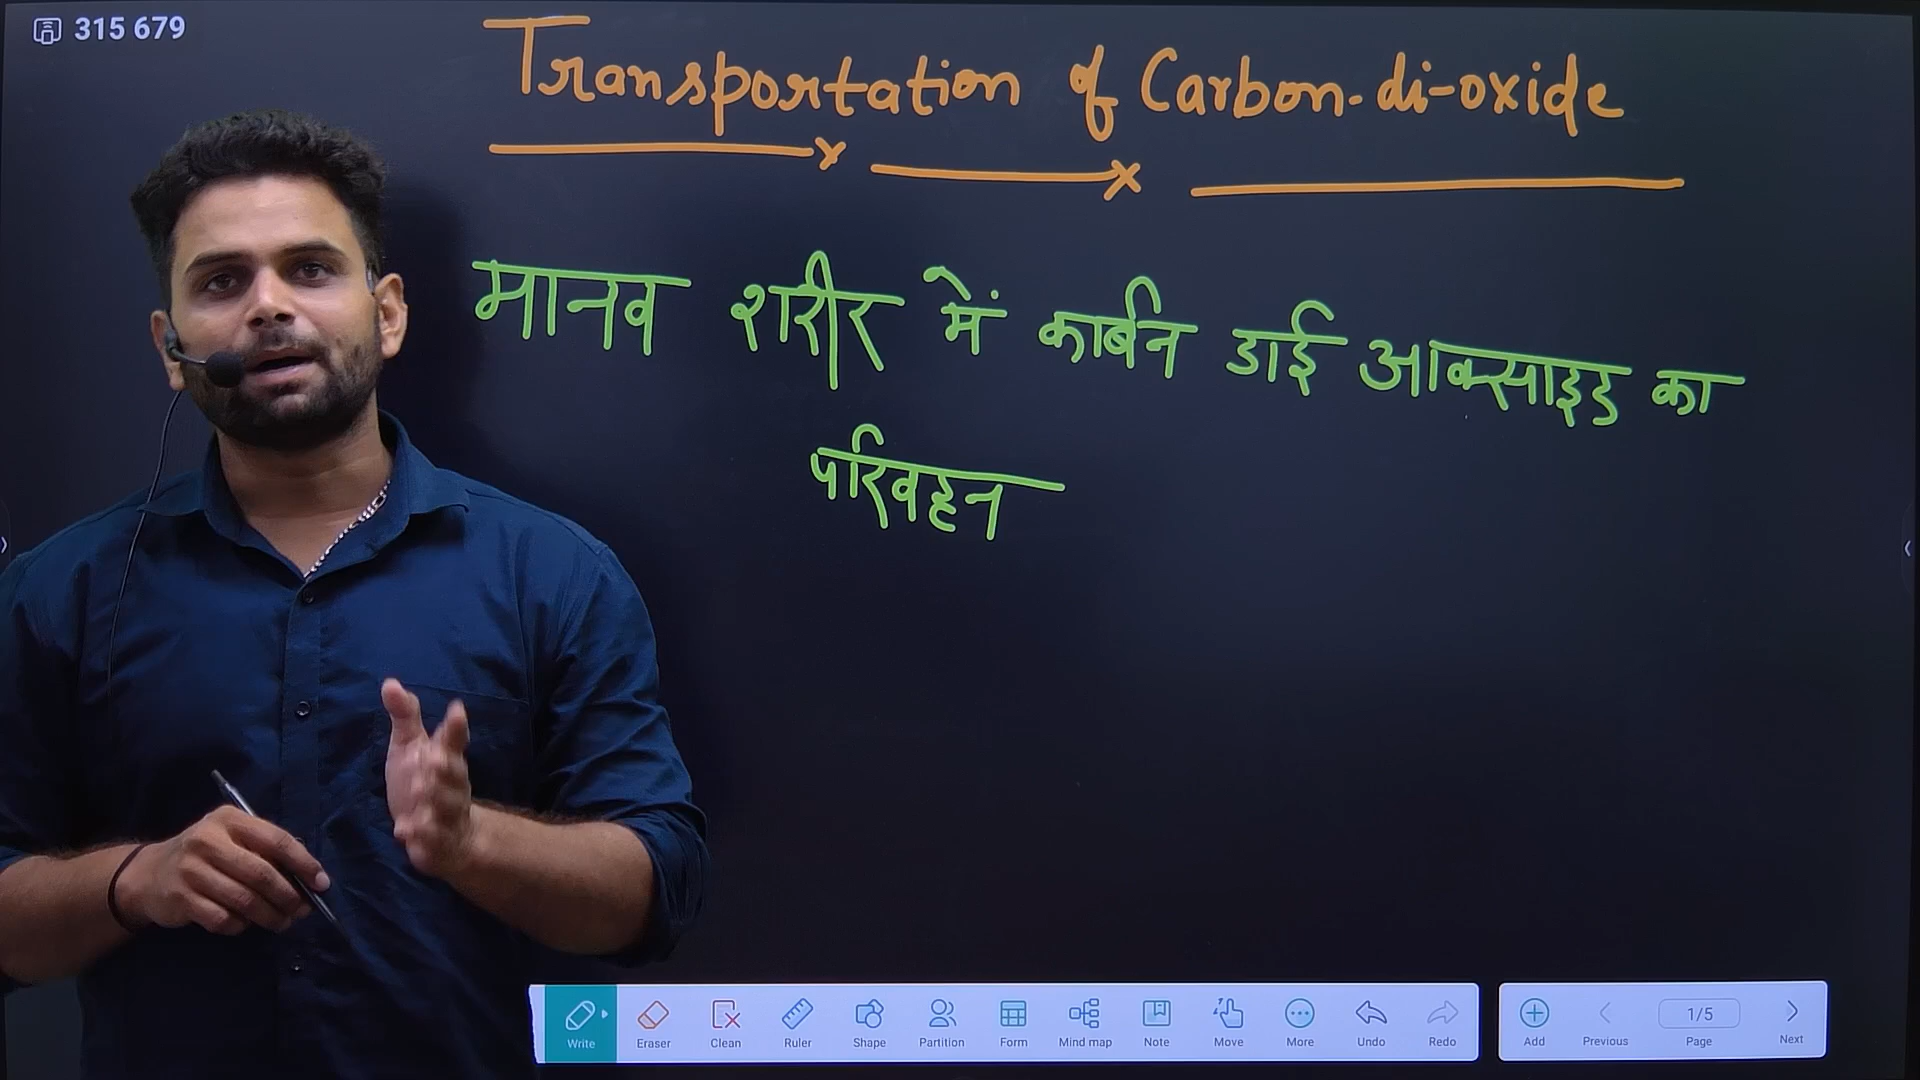 315 679
Transportation of Carbon-di-oxide
मानव शरीर में कार्बन डाई आक्साइड का
परिवहन
Write Eraser Clean Ruler Shape Partition Form Mind map Note Move More Undo Redo Add Previous 1/5 Page Next